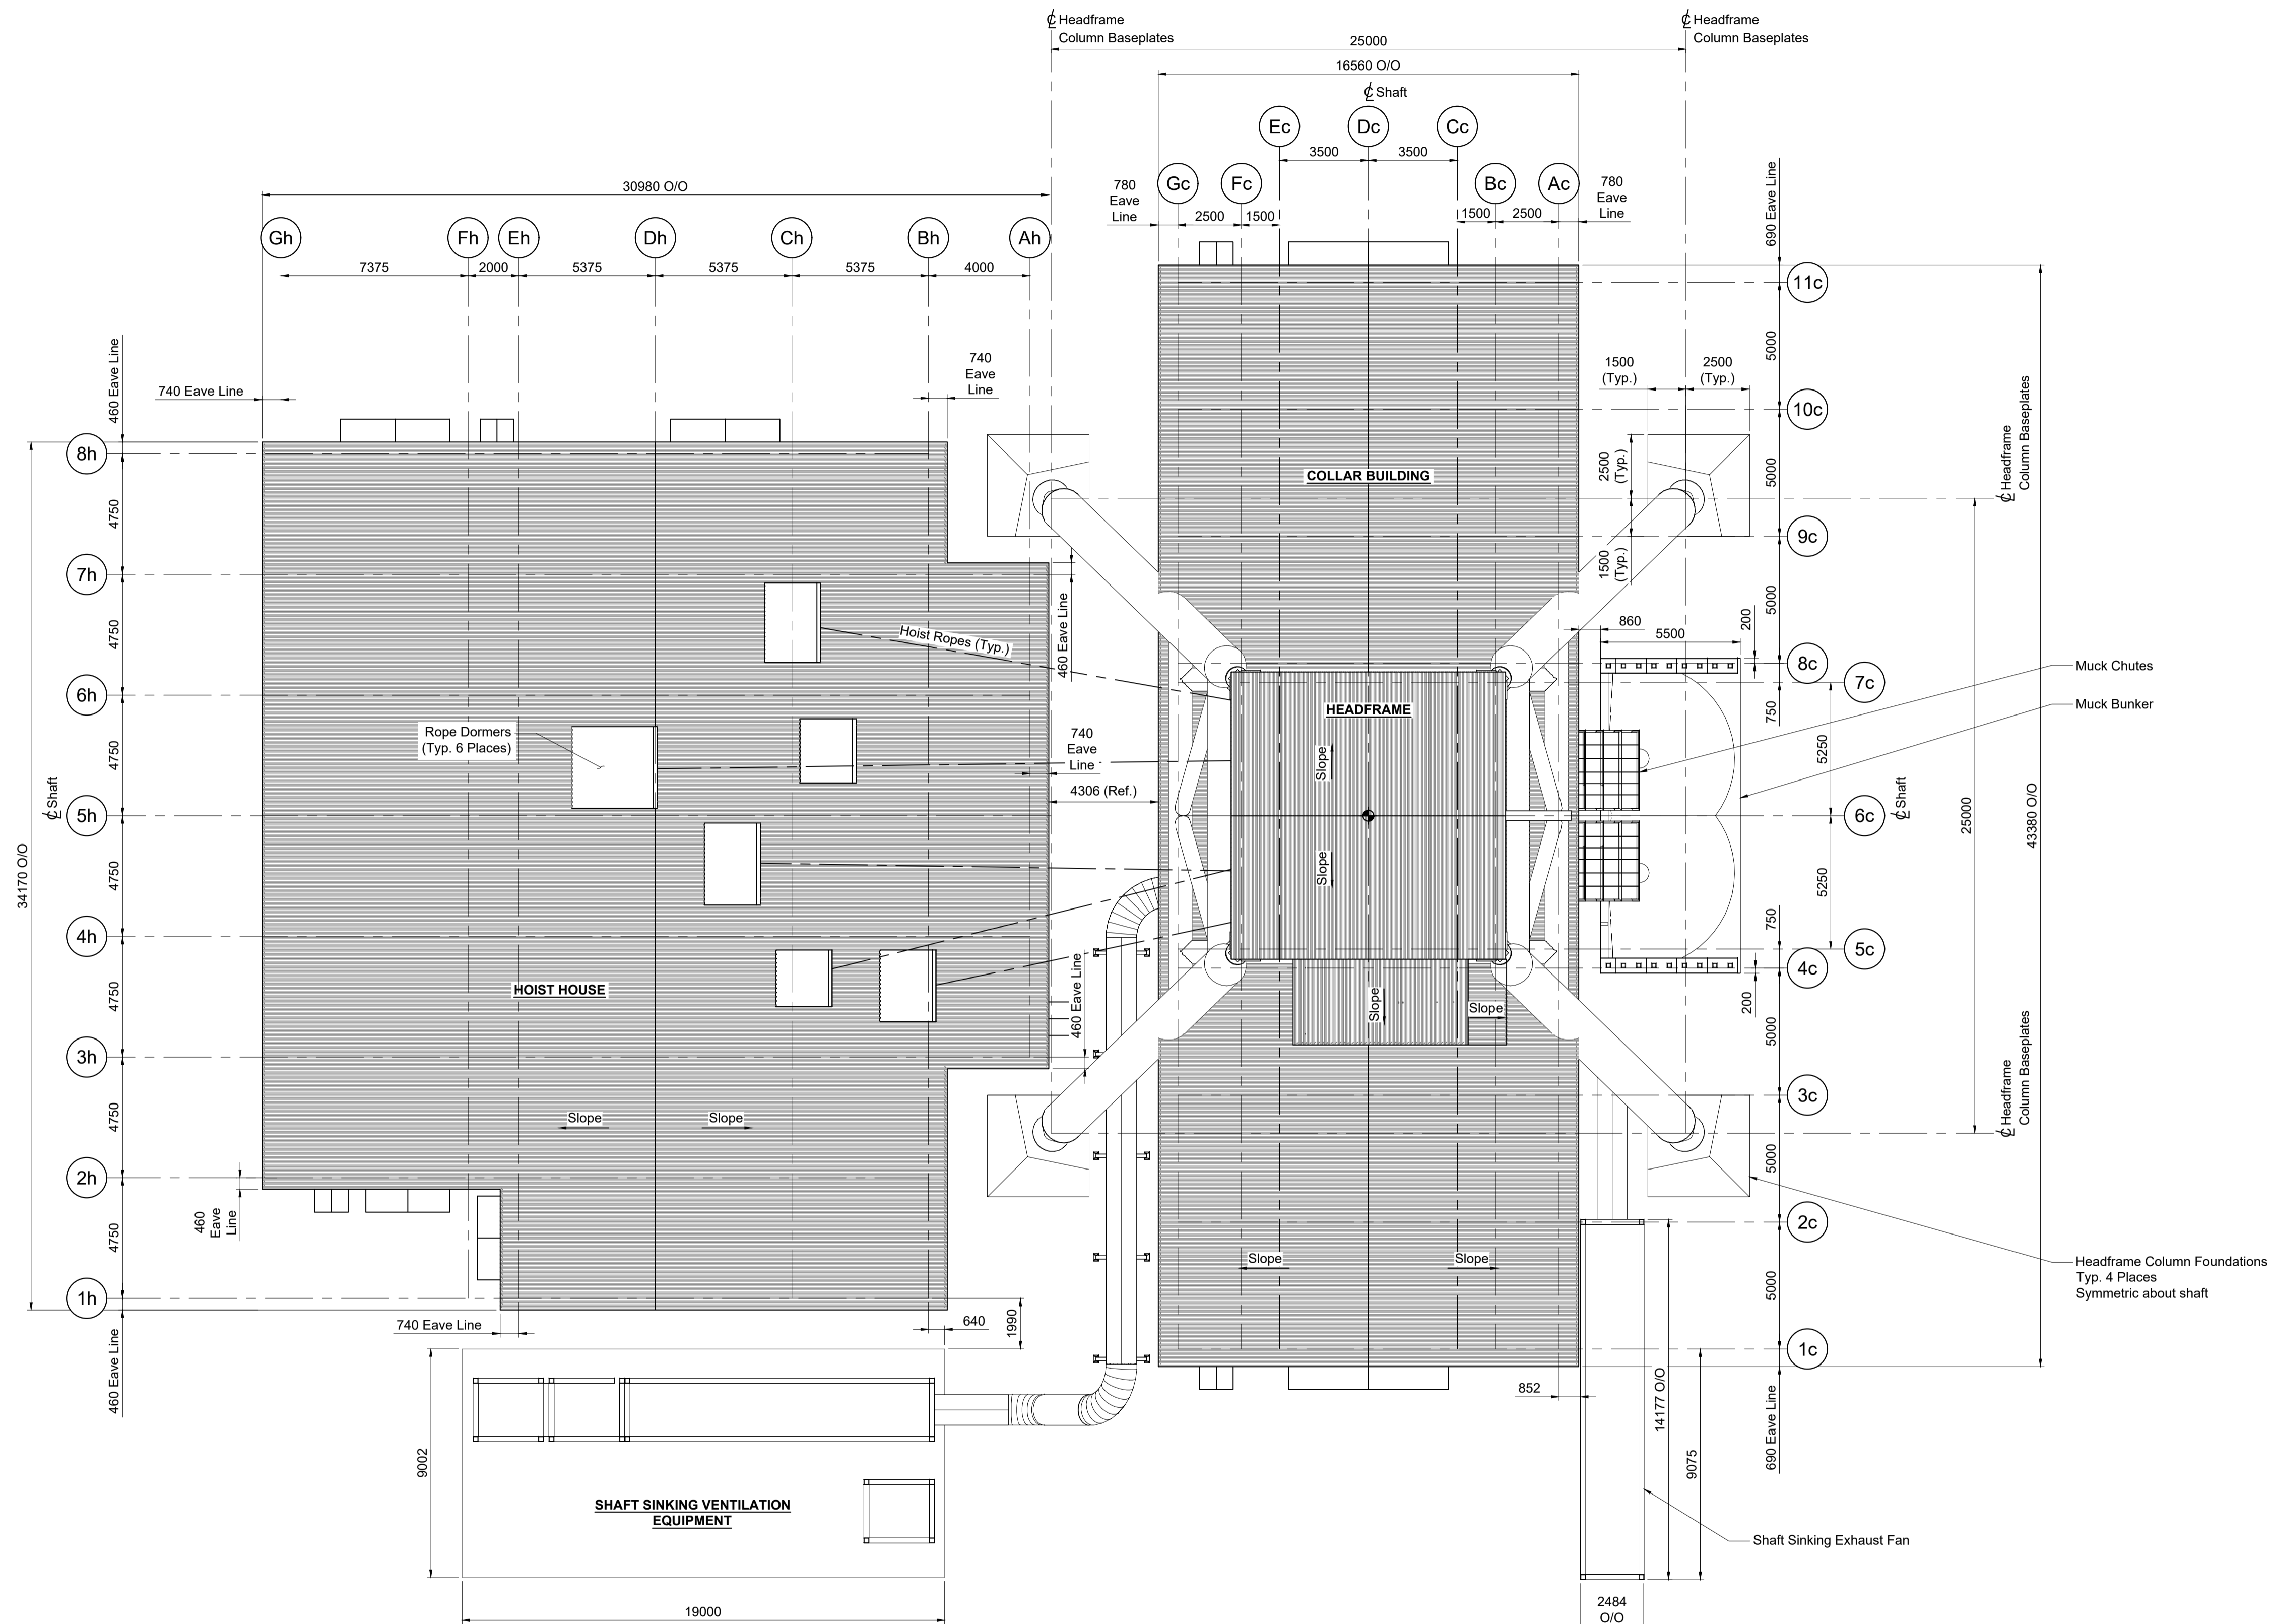 ℄ Headframe
Column Baseplates
℄ Headframe
Column Baseplates
25000
16560 O/O
℄ Shaft
Ec
Dc
Cc
3500
3500
780
Eave
Line
Gc
Fc
Bc
Ac
780
Eave
Line
2500
1500
1500
2500
690 Eave Line
30980 O/O
Gh
Fh
Eh
Dh
Ch
Bh
Ah
7375
2000
5375
5375
5375
4000
11c
5000
460 Eave Line
740 Eave Line
740
Eave
Line
1500
(Typ.)
2500
(Typ.)
10c
℄ Headframe
Column Baseplates
8h
COLLAR BUILDING
2500
(Typ.)
5000
4750
9c
1500
(Typ.)
7h
460 Eave Line
5000
860
200
5500
4750
Hoist Ropes (Typ.)
8c
Muck Chutes
7c
6h
HEADFRAME
Muck Bunker
750
Rope Dormers
(Typ. 6 Places)
740
Eave
Line
4750
Slope
5250
4306 (Ref.)
℄ Shaft
5h
6c
℄ Shaft
25000
43380 O/O
34170 O/O
4750
Slope
5250
4h
750
5c
4c
HOIST HOUSE
460 Eave Line
4750
Slope
Slope
200
5000
3h
℄ Headframe
Column Baseplates
3c
Slope
Slope
4750
5000
2h
460
Eave
Line
2c
4750
Slope
Slope
Headframe Column Foundations
Typ. 4 Places
Symmetric about shaft
5000
1h
740 Eave Line
640
1990
1c
460 Eave Line
852
14177 O/O
690 Eave Line
9002
9075
SHAFT SINKING VENTILATION
EQUIPMENT
Shaft Sinking Exhaust Fan
19000
2484
O/O